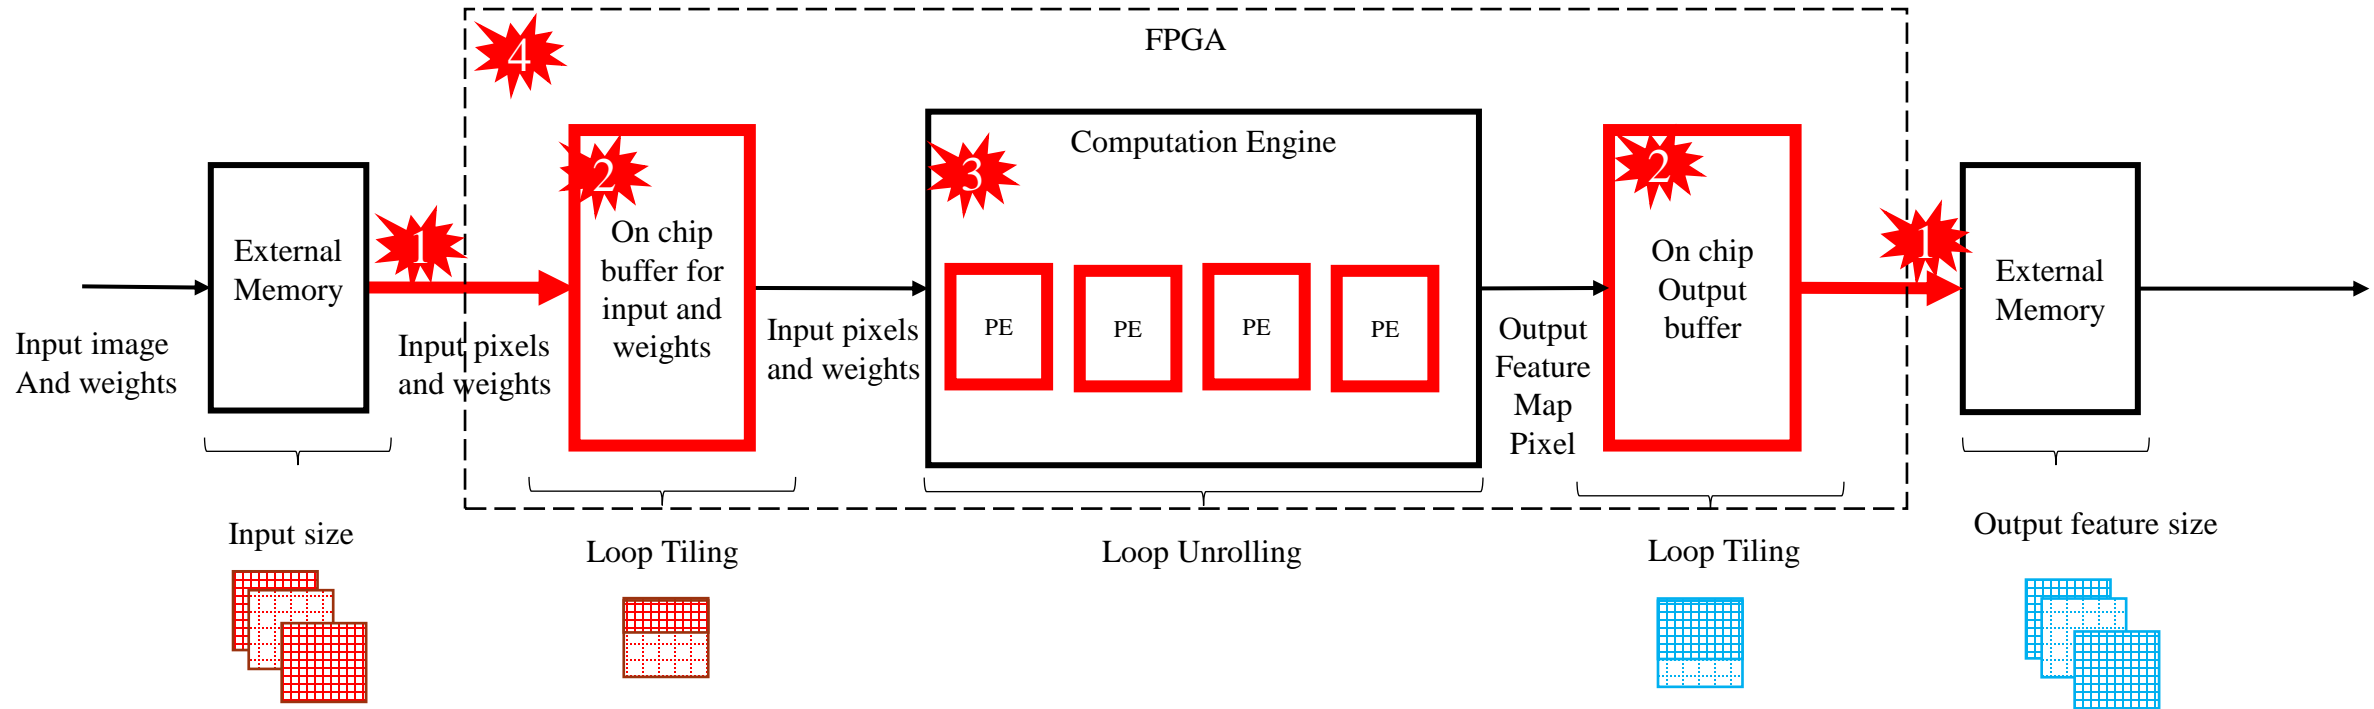 FPGA
4
Computation Engine
2
3
2
1
1
External
Memory
On chip
buffer for
input and
weights
PE
PE
PE
PE
On chip
Output
buffer
External
Memory
Input image
And weights
Input pixels
and weights
Input pixels
and weights
Output
Feature
Map
Pixel
Input size
Loop Tiling
Loop Unrolling
Loop Tiling
Output feature size